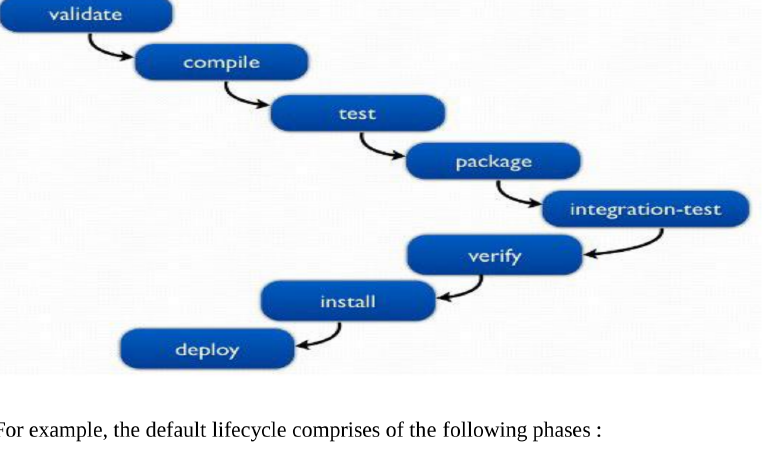 validate
compile
test
package
integration-test
verify
install
deploy
For example, the default lifecycle comprises of the following phases :